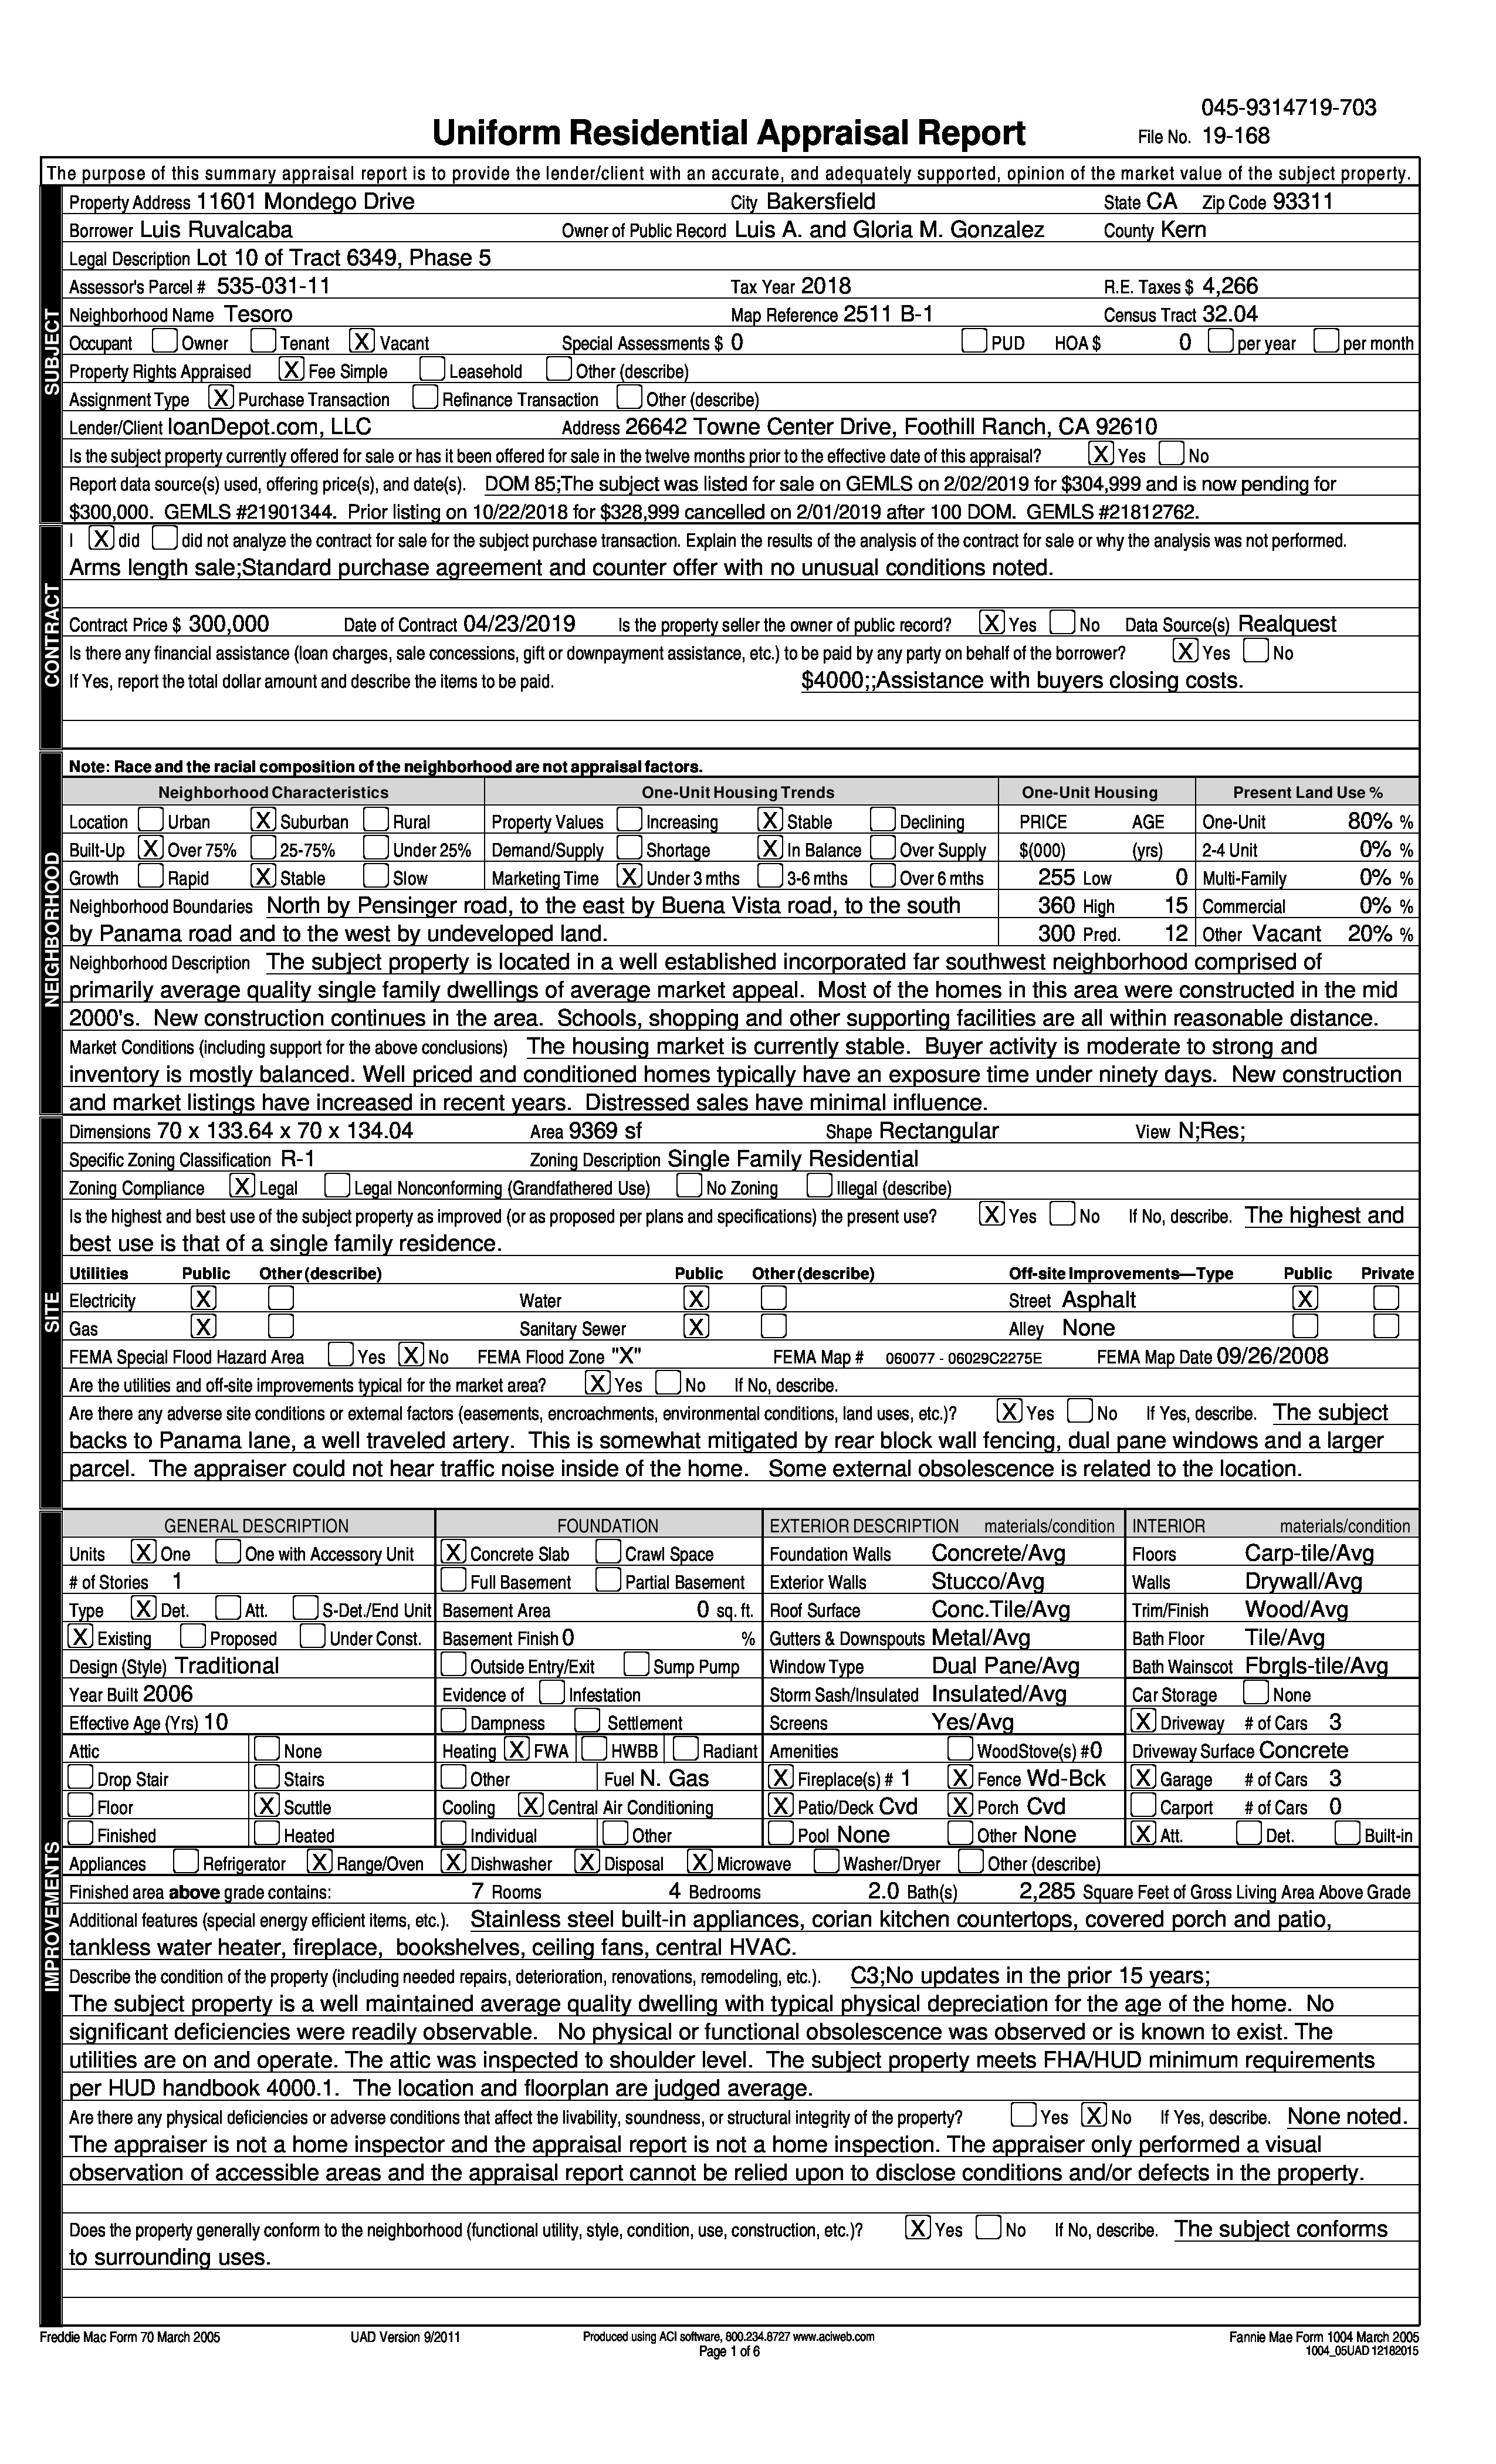 045-9314719-703
Uniform Residential Appraisal Report File No. 19-168
The purpose of this summary appraisal report is to provide the lender/client with an accurate, and adequately supported, opinion of the market value of the subject property.
SUBJECT
Property Address 11601 Mondego Drive City Bakersfield State CA Zip Code 93311
Borrower Luis Ruvalcaba Owner of Public Record Luis A. and Gloria M. Gonzalez County Kern
Legal Description Lot 10 of Tract 6349, Phase 5
Assessor's Parcel # 535-031-11 Tax Year 2018 R.E. Taxes $ 4,266
Neighborhood Name Tesoro Map Reference 2511 B-1 Census Tract 32.04
Occupant Owner Tenant X Vacant Special Assessments $ 0 PUD HOA $ 0 per year per month
Property Rights Appraised X Fee Simple Leasehold Other (describe)
Assignment Type X Purchase Transaction Refinance Transaction Other (describe)
Lender/Client loanDepot.com, LLC Address 26642 Towne Center Drive, Foothill Ranch, CA 92610
Is the subject property currently offered for sale or has it been offered for sale in the twelve months prior to the effective date of this appraisal? X Yes No
Report data source(s) used, offering price(s), and date(s). DOM 85;The subject was listed for sale on GEMLS on 2/02/2019 for $304,999 and is now pending for
$300,000. GEMLS #21901344. Prior listing on 10/22/2018 for $328,999 cancelled on 2/01/2019 after 100 DOM. GEMLS #21812762.
CONTRACT
I X did did not analyze the contract for sale for the subject purchase transaction. Explain the results of the analysis of the contract for sale or why the analysis was not performed.
Arms length sale;Standard purchase agreement and counter offer with no unusual conditions noted.
Contract Price $ 300,000 Date of Contract 04/23/2019 Is the property seller the owner of public record? X Yes No Data Source(s) Realquest
Is there any financial assistance (loan charges, sale concessions, gift or downpayment assistance, etc.) to be paid by any party on behalf of the borrower? X Yes No
If Yes, report the total dollar amount and describe the items to be paid. $4000;;Assistance with buyers closing costs.
NEIGHBORHOOD
Note: Race and the racial composition of the neighborhood are not appraisal factors.
Neighborhood Characteristics One-Unit Housing Trends One-Unit Housing Present Land Use %
Location Urban X Suburban Rural Property Values Increasing X Stable Declining PRICE AGE One-Unit 80% %
Built-Up X Over 75% 25-75% Under 25% Demand/Supply Shortage X In Balance Over Supply $(000) (yrs) 2-4 Unit 0% %
Growth Rapid X Stable Slow Marketing Time X Under 3 mths 3-6 mths Over 6 mths 255 Low 0 Multi-Family 0% %
Neighborhood Boundaries North by Pensinger road, to the east by Buena Vista road, to the south 360 High 15 Commercial 0% %
by Panama road and to the west by undeveloped land. 300 Pred. 12 Other Vacant 20% %
Neighborhood Description The subject property is located in a well established incorporated far southwest neighborhood comprised of
primarily average quality single family dwellings of average market appeal. Most of the homes in this area were constructed in the mid
2000's. New construction continues in the area. Schools, shopping and other supporting facilities are all within reasonable distance.
Market Conditions (including support for the above conclusions) The housing market is currently stable. Buyer activity is moderate to strong and
inventory is mostly balanced. Well priced and conditioned homes typically have an exposure time under ninety days. New construction
and market listings have increased in recent years. Distressed sales have minimal influence.
SITE
Dimensions 70 x 133.64 x 70 x 134.04 Area 9369 sf Shape Rectangular View N;Res;
Specific Zoning Classification R-1 Zoning Description Single Family Residential
Zoning Compliance X Legal Legal Nonconforming (Grandfathered Use) No Zoning Illegal (describe)
Is the highest and best use of the subject property as improved (or as proposed per plans and specifications) the present use? X Yes No If No, describe. The highest and
best use is that of a single family residence.
Utilities Public Other (describe) Public Other (describe) Off-site Improvements—Type Public Private
Electricity X Water X Street Asphalt X
Gas X Sanitary Sewer X Alley None
FEMA Special Flood Hazard Area Yes X No FEMA Flood Zone "X" FEMA Map # 060077 - 06029C2275E FEMA Map Date 09/26/2008
Are the utilities and off-site improvements typical for the market area? X Yes No If No, describe.
Are there any adverse site conditions or external factors (easements, encroachments, environmental conditions, land uses, etc.)? X Yes No If Yes, describe. The subject
backs to Panama lane, a well traveled artery. This is somewhat mitigated by rear block wall fencing, dual pane windows and a larger
parcel. The appraiser could not hear traffic noise inside of the home. Some external obsolescence is related to the location.
IMPROVEMENTS
GENERAL DESCRIPTION FOUNDATION EXTERIOR DESCRIPTION materials/condition INTERIOR materials/condition
Units X One One with Accessory Unit X Concrete Slab Crawl Space Foundation Walls Concrete/Avg Floors Carp-tile/Avg
# of Stories 1 Full Basement Partial Basement Exterior Walls Stucco/Avg Walls Drywall/Avg
Type X Det. Att. S-Det./End Unit Basement Area 0 sq. ft. Roof Surface Conc.Tile/Avg Trim/Finish Wood/Avg
X Existing Proposed Under Const. Basement Finish 0 % Gutters & Downspouts Metal/Avg Bath Floor Tile/Avg
Design (Style) Traditional Outside Entry/Exit Sump Pump Window Type Dual Pane/Avg Bath Wainscot Fbrgls-tile/Avg
Year Built 2006 Evidence of Infestation Storm Sash/Insulated Insulated/Avg Car Storage None
Effective Age (Yrs) 10 Dampness Settlement Screens Yes/Avg X Driveway # of Cars 3
Attic None Heating X FWA HWBB Radiant Amenities WoodStove(s) #0 Driveway Surface Concrete
Drop Stair Stairs Other Fuel N. Gas X Fireplace(s) # 1 X Fence Wd-Bck X Garage # of Cars 3
Floor X Scuttle Cooling X Central Air Conditioning X Patio/Deck Cvd X Porch Cvd Carport # of Cars 0
Finished Heated Individual Other Pool None Other None X Att. Det. Built-in
Appliances Refrigerator X Range/Oven X Dishwasher X Disposal X Microwave Washer/Dryer Other (describe)
Finished area above grade contains: 7 Rooms 4 Bedrooms 2.0 Bath(s) 2,285 Square Feet of Gross Living Area Above Grade
Additional features (special energy efficient items, etc.). Stainless steel built-in appliances, corian kitchen countertops, covered porch and patio,
tankless water heater, fireplace, bookshelves, ceiling fans, central HVAC.
Describe the condition of the property (including needed repairs, deterioration, renovations, remodeling, etc.). C3;No updates in the prior 15 years;
The subject property is a well maintained average quality dwelling with typical physical depreciation for the age of the home. No
significant deficiencies were readily observable. No physical or functional obsolescence was observed or is known to exist. The
utilities are on and operate. The attic was inspected to shoulder level. The subject property meets FHA/HUD minimum requirements
per HUD handbook 4000.1. The location and floorplan are judged average.
Are there any physical deficiencies or adverse conditions that affect the livability, soundness, or structural integrity of the property? Yes X No If Yes, describe. None noted.
The appraiser is not a home inspector and the appraisal report is not a home inspection. The appraiser only performed a visual
observation of accessible areas and the appraisal report cannot be relied upon to disclose conditions and/or defects in the property.
Does the property generally conform to the neighborhood (functional utility, style, condition, use, construction, etc.)? X Yes No If No, describe. The subject conforms
to surrounding uses.
Freddie Mac Form 70 March 2005 UAD Version 9/2011 Produced using ACI software, 800.234.8727 www.aciweb.com Fannie Mae Form 1004 March 2005
Page 1 of 6 1004_05UAD 12182015